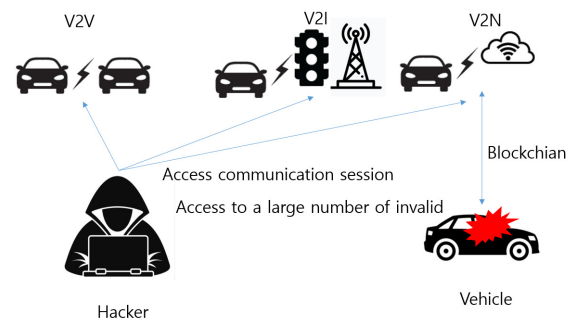 V2V
V2I
V2N
Blockchian
Access communication session
Access to a large number of invalid
Hacker
Vehicle